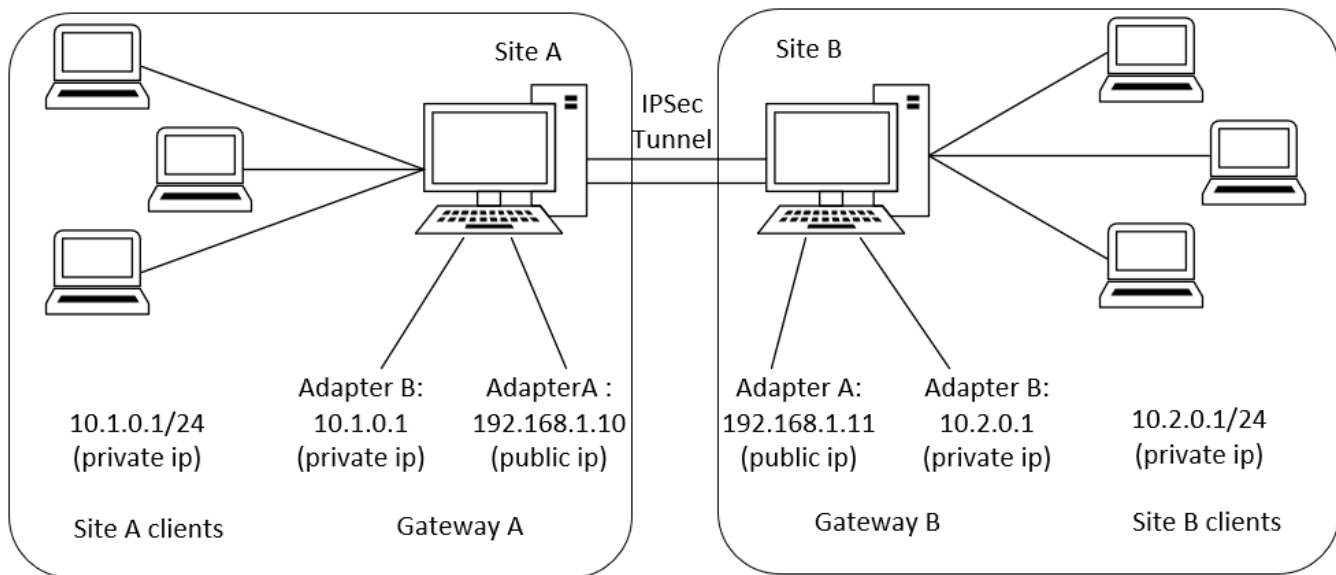 Site A
Site B
IPSec
Tunnel
10.1.0.1/24
(private ip)
Adapter B:
10.1.0.1
(private ip)
AdapterA :
192.168.1.10
(public ip)
Adapter A:
192.168.1.11
(public ip)
Adapter B:
10.2.0.1
(private ip)
10.2.0.1/24
(private ip)
Site A clients
Gateway A
Gateway B
Site B clients